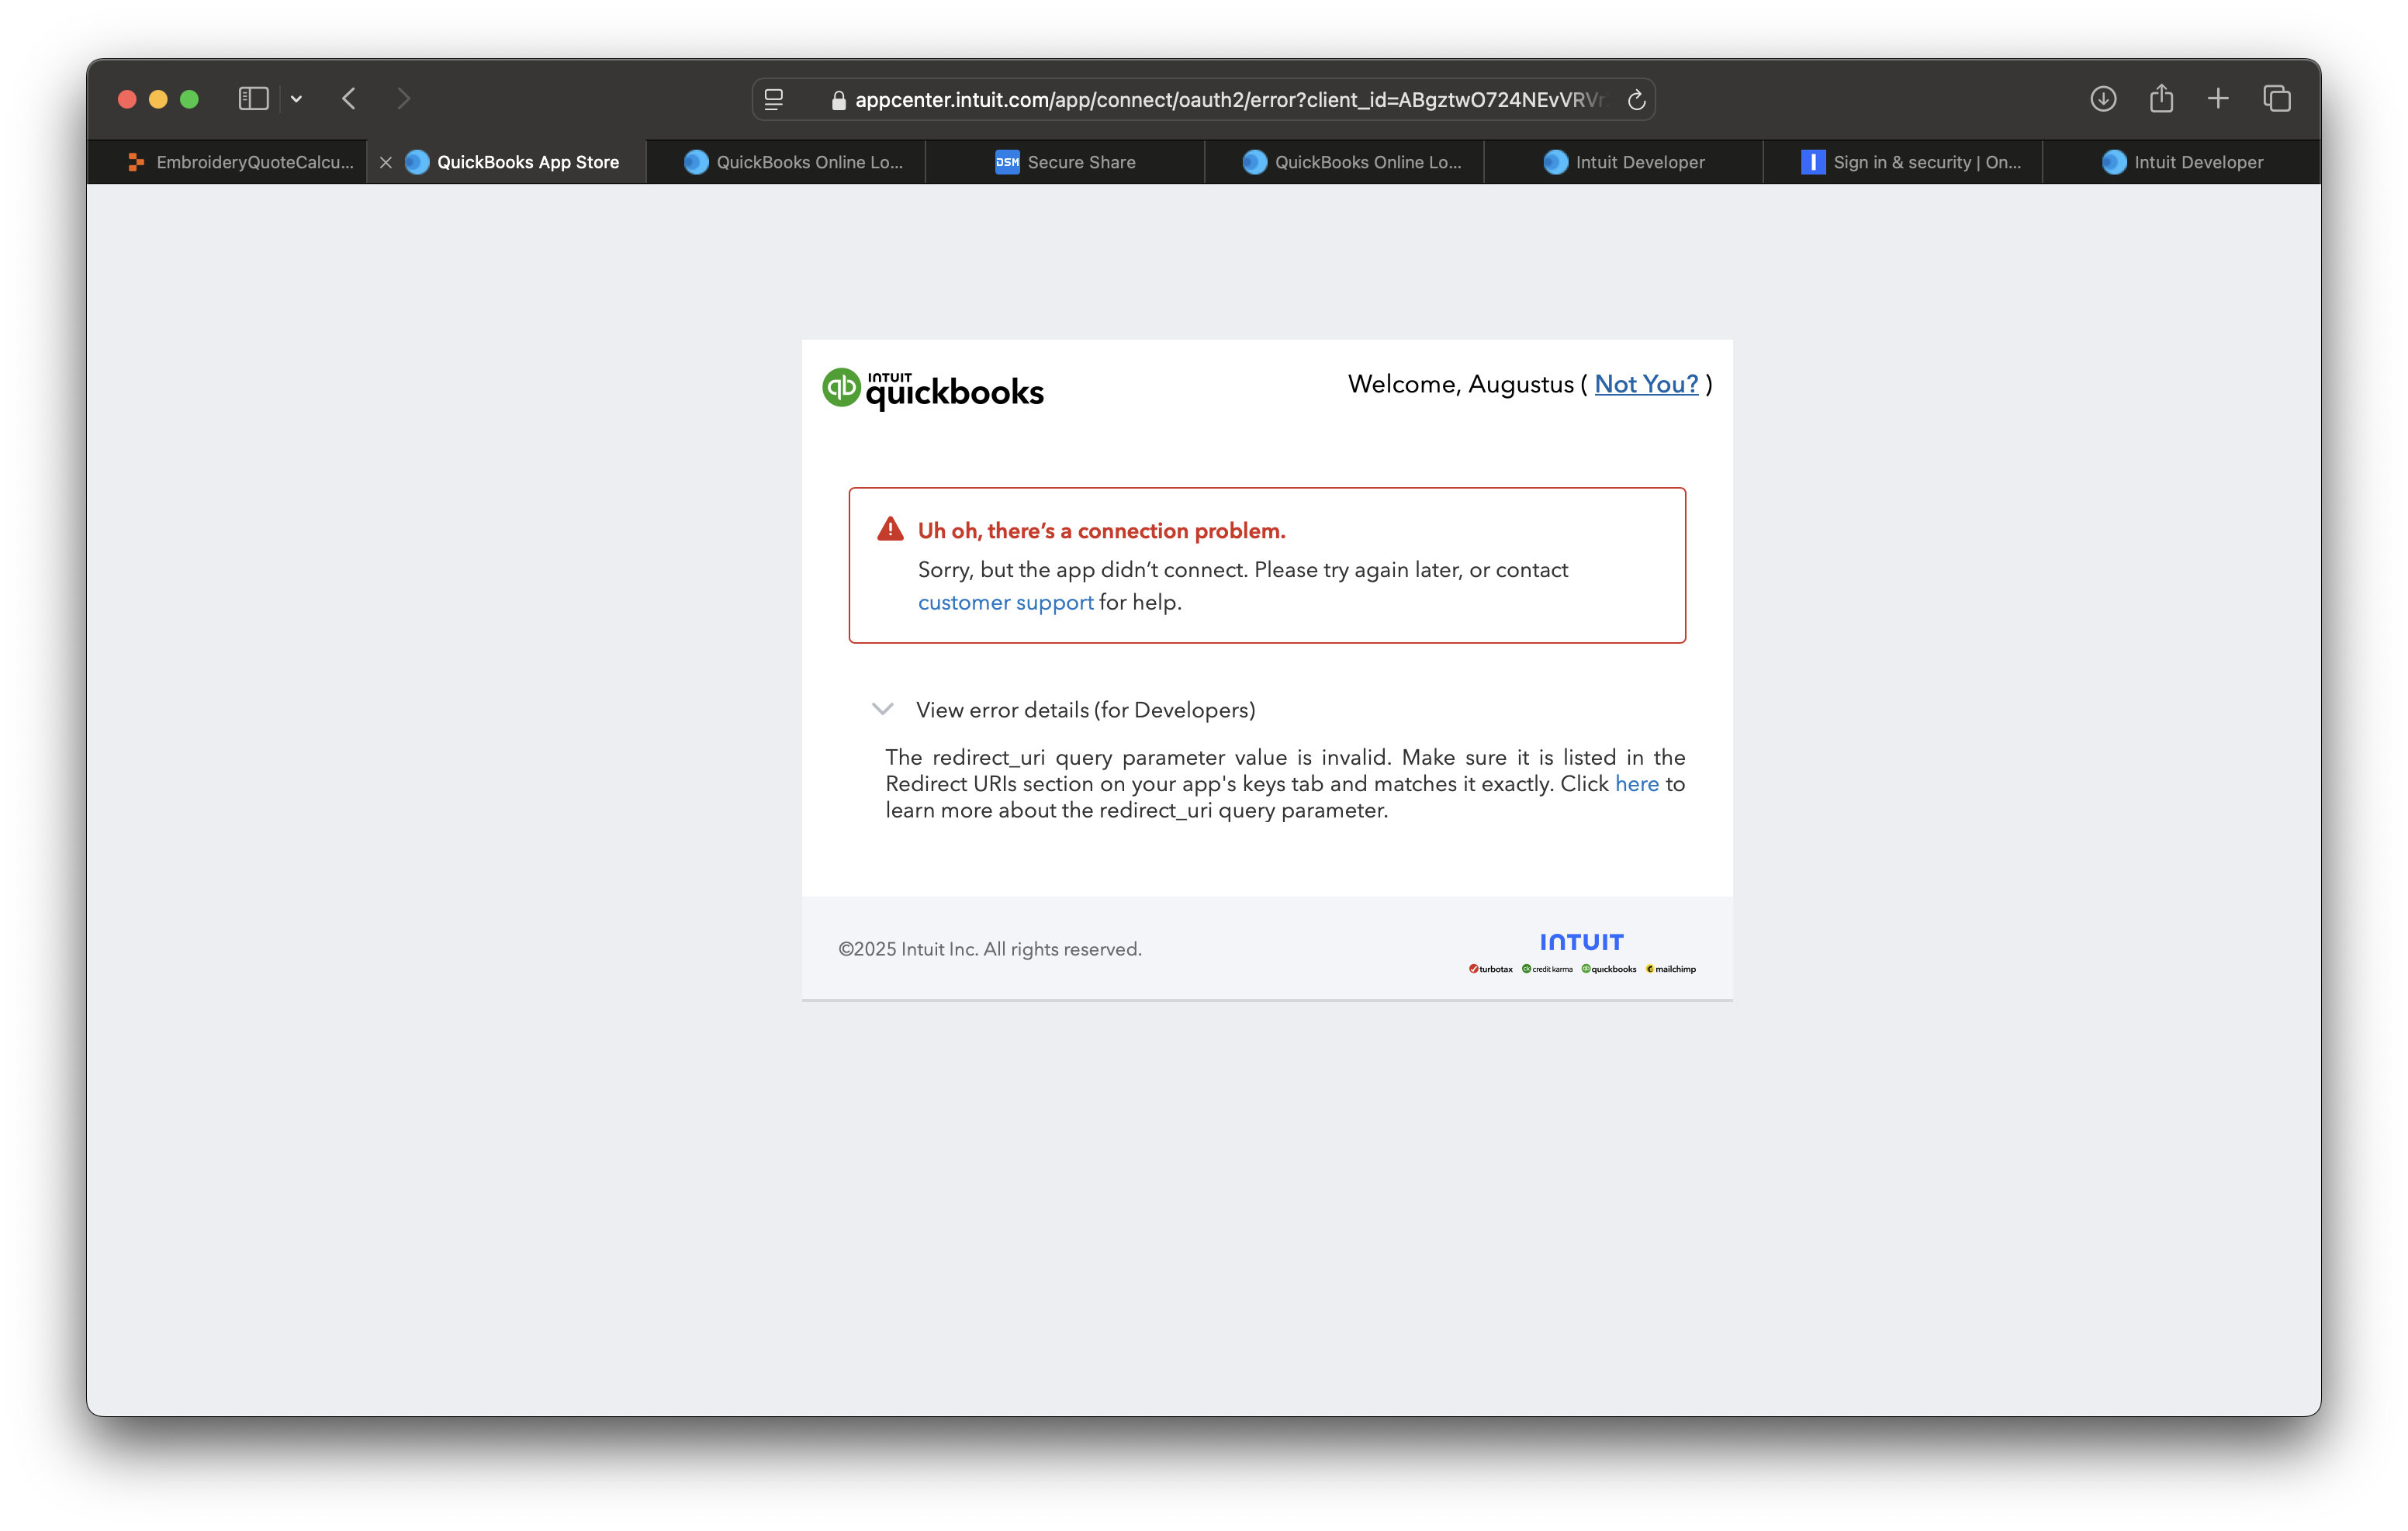 appcenter.intuit.com/app/connect/oauth2/error?client_id=ABgztwO724NEvVRVr
EmbroideryQuoteCalcu...
QuickBooks App Store
QuickBooks Online Lo...
DSM Secure Share
QuickBooks Online Lo...
Intuit Developer
Sign in & security | On...
Intuit Developer
qb INTUIT quickbooks
Welcome, Augustus ( Not You? )
Uh oh, there’s a connection problem.
Sorry, but the app didn’t connect. Please try again later, or contact
customer support for help.
View error details (for Developers)
The redirect_uri query parameter value is invalid. Make sure it is listed in the
Redirect URIs section on your app's keys tab and matches it exactly. Click here to
learn more about the redirect_uri query parameter.
©2025 Intuit Inc. All rights reserved.
INTUIT
turbotax creditkarma quickbooks mailchimp